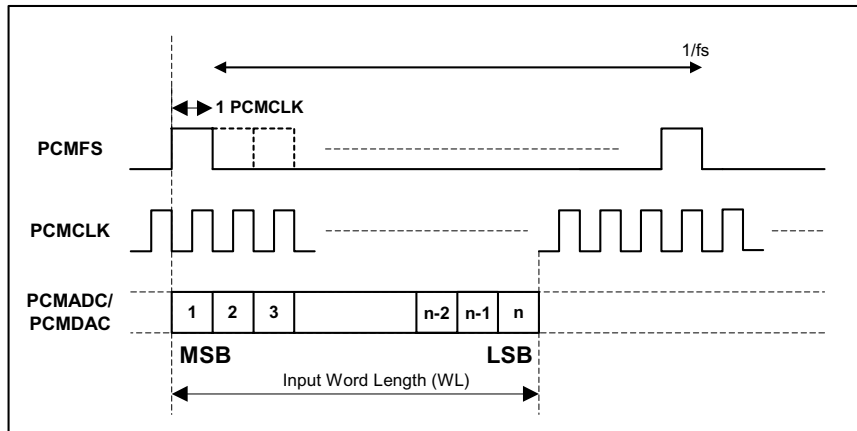 1/fs
1 PCMCLK
PCMFS
PCMCLK
PCMADC/
PCMDAC
1 2 3 n-2 n-1 n
MSB LSB
Input Word Length (WL)